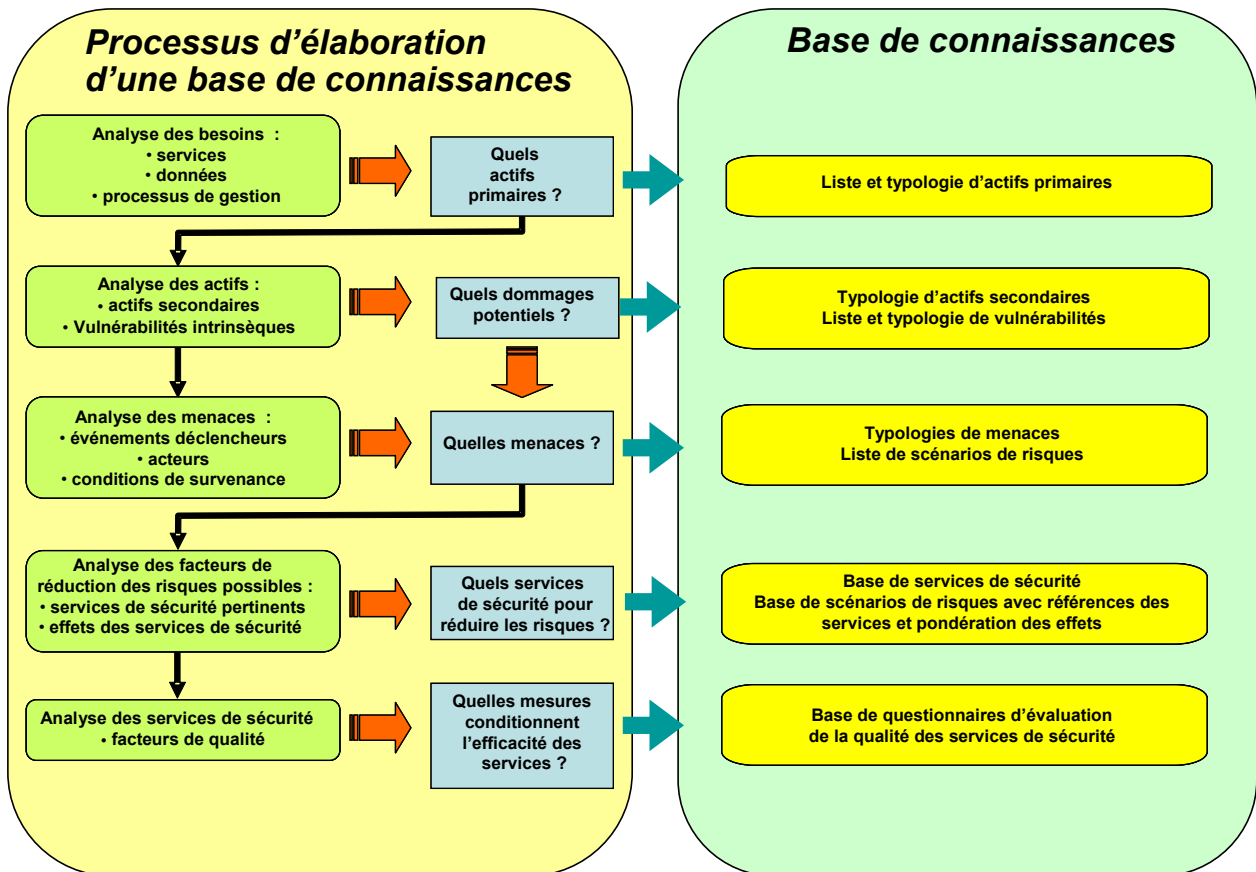 Processus d'élaboration
d'une base de connaissances
Base de connaissances
Analyse des besoins :
• services
• données
• processus de gestion
Quels
actifs
primaires ?
Liste et typologie d'actifs primaires
Analyse des actifs :
• actifs secondaires
• Vulnérabilités intrinsèques
Quels dommages
potentiels ?
Typologie d'actifs secondaires
Liste et typologie de vulnérabilités
Analyse des menaces :
• événements déclencheurs
• acteurs
• conditions de survenance
Quelles menaces ?
Typologies de menaces
Liste de scénarios de risques
Analyse des facteurs de
réduction des risques possibles :
• services de sécurité pertinents
• effets des services de sécurité
Quels services
de sécurité pour
réduire les risques ?
Base de services de sécurité
Base de scénarios de risques avec références des
services et pondération des effets
Analyse des services de sécurité
• facteurs de qualité
Quelles mesures
conditionnent
l'efficacité des
services ?
Base de questionnaires d'évaluation
de la qualité des services de sécurité